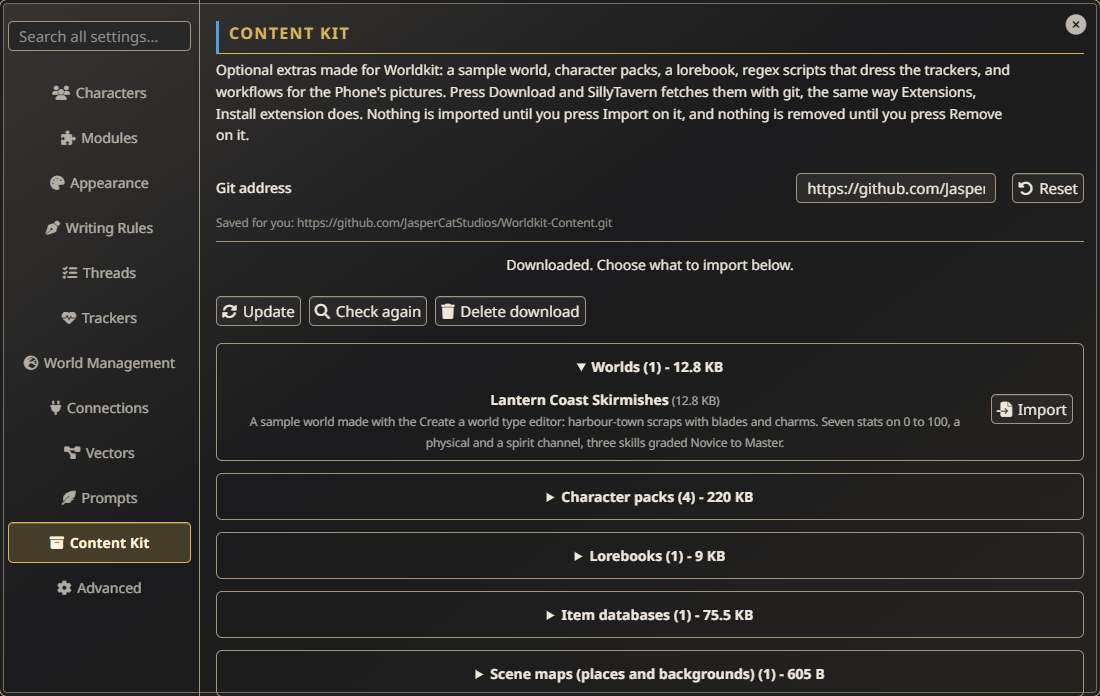 Search all settings...
Characters
Modules
Appearance
Writing Rules
Threads
Trackers
World Management
Connections
Vectors
Prompts
Content Kit
Advanced
CONTENT KIT
Optional extras made for Worldkit: a sample world, character packs, a lorebook, regex scripts that dress the trackers, and
workflows for the Phone's pictures. Press Download and SillyTavern fetches them with git, the same way Extensions,
Install extension does. Nothing is imported until you press Import on it, and nothing is removed until you press Remove
on it.
Git address
https://github.com/Jasper
Reset
Saved for you: https://github.com/JasperCatStudios/Worldkit-Content.git
Downloaded. Choose what to import below.
Update
Check again
Delete download
▼ Worlds (1) - 12.8 KB
Lantern Coast Skirmishes (12.8 KB)
A sample world made with the Create a world type editor: harbour-town scraps with blades and charms. Seven stats on 0 to 100, a
physical and a spirit channel, three skills graded Novice to Master.
Import
▶ Character packs (4) - 220 KB
▶ Lorebooks (1) - 9 KB
▶ Item databases (1) - 75.5 KB
▶ Scene maps (places and backgrounds) (1) - 605 B